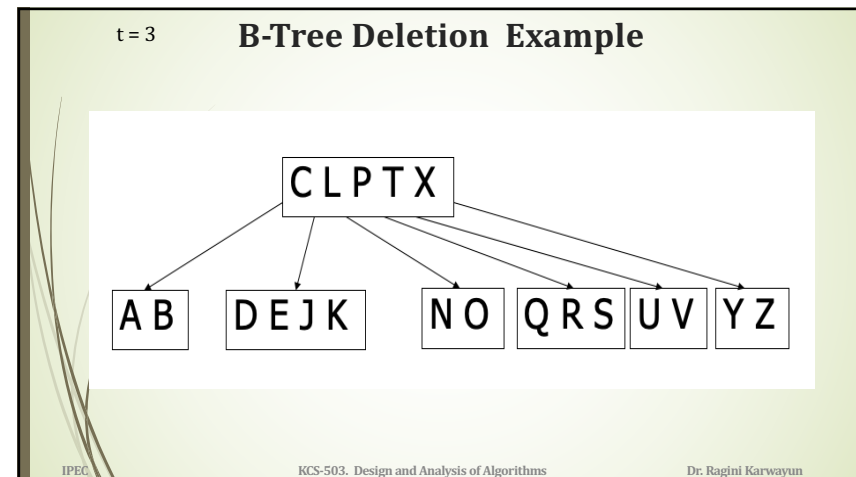 t = 3 B-Tree Deletion Example
C L P T X
A B D E J K N O Q R S U V Y Z
IPEC KCS-503. Design and Analysis of Algorithms Dr. Ragini Karwayun